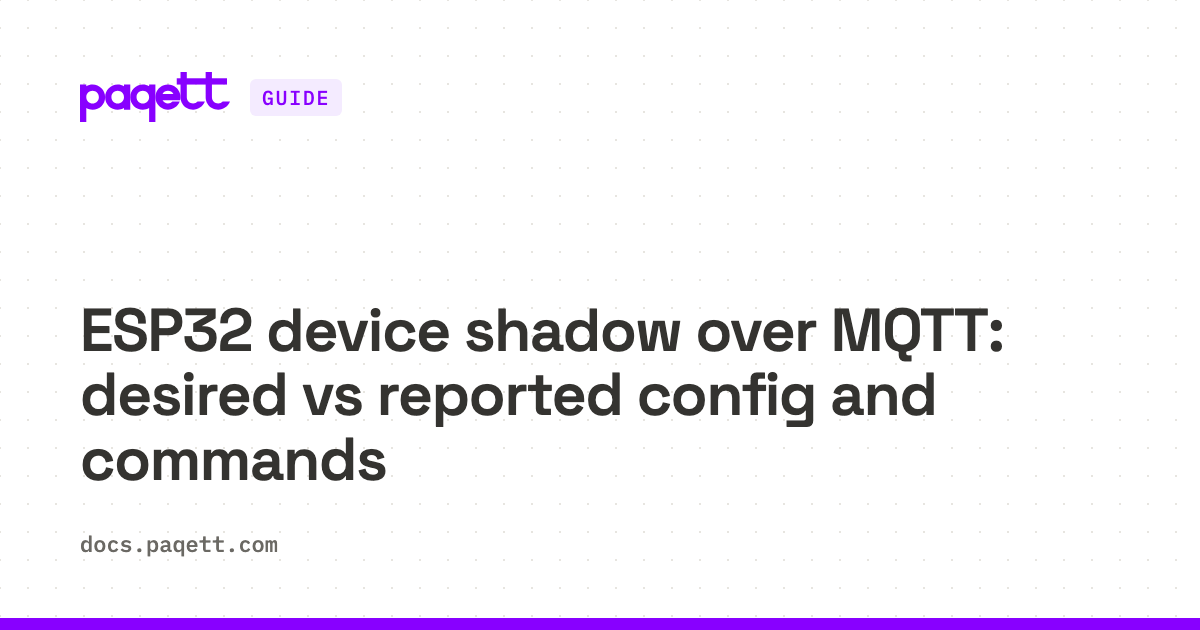 paqett
GUIDE
ESP32 device shadow over MQTT:
desired vs reported config and
commands
docs.paqett.com